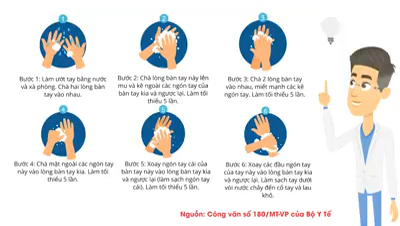 1
2
3
Bước 1: Làm ướt tay bằng nước
và xà phòng. Chà hai lòng bàn
tay vào nhau.
Bước 2: Chà lòng bàn tay này lên
mu và kẽ ngoài các ngón tay của
bàn tay kia và ngược lại. Làm tối
thiểu 5 lần.
Bước 3: Chà 2 lòng bàn tay
vào nhau, miết mạnh các kẽ
ngón tay. Làm tối thiểu 5 lần.
4
5
6
Bước 4: Chà mặt ngoài các ngón tay
này vào lòng bàn tay kia. Làm tối
thiểu 5 lần.
Bước 5: Xoay ngón tay cái của
bàn tay này vào lòng bàn tay kia
và ngược lại (làm sạch ngón tay
cái). Làm tối thiểu 5 lần.
Bước 6: Xoay các đầu ngón tay
của tay này vào lòng bàn tay kia
và ngược lại. Làm sạch tay dưới
vòi nước chảy đến cổ tay và lau
khô.
Nguồn: Công văn số 180/MT-VP của Bộ Y Tế